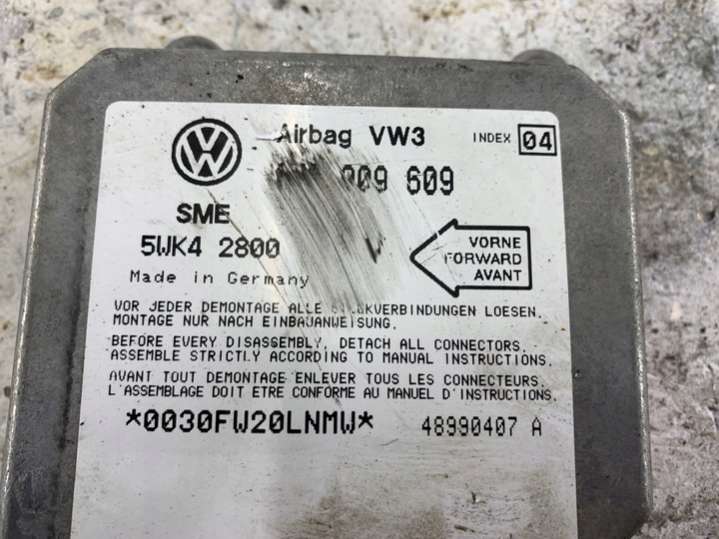 Airbag VW3 INDEX 04
609
SME
5WK4 2800 V
VORNE
FORWARD
AVANT
Made in Germany
VOR JEDER DEMONTAGE ALLE LOESEN.
MONTAGE NUR NACH EINBAUANWEISUNG.
BEFORE EVERY DISASSEMBLY, DETACH ALL CONNECTORS.
ASSEMBLE STRICTLY ACCORDING TO MANUAL INSTRUCTIONS.
AVANT TOUT DEMONTAGE ENLEVER TOUS LES CONNECTEURS.
L'ASSEMBLAGE DOIT ETRE CONFORME AU MANUEL D'INSTRUCTIONS.
*0030FW20LNMW* 48990407 A